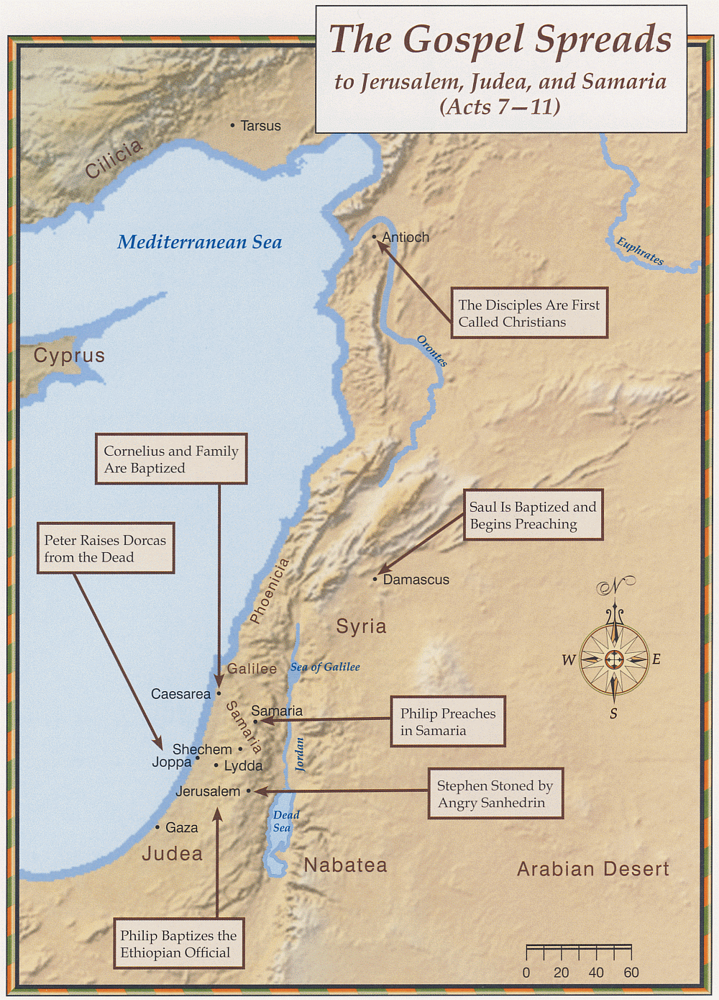 The Gospel Spreads
to Jerusalem, Judea, and Samaria
(Acts 7—11)
Tarsus
Cilicia
Mediterranean Sea
Antioch
Euphrates
The Disciples Are First
Called Christians
Orontes
Cyprus
Cornelius and Family
Are Baptized
Saul Is Baptized and
Begins Preaching
Peter Raises Dorcas
from the Dead
Damascus
Phoenicia
Syria
N
W
E
S
Galilee
Sea of Galilee
Caesarea
Samaria
Samaria
Philip Preaches
in Samaria
Shechem
Joppa
Lydda
Jordan
Jerusalem
Stephen Stoned by
Angry Sanhedrin
Dead
Sea
Gaza
Judea
Nabatea
Arabian Desert
Philip Baptizes the
Ethiopian Official
0 20 40 60